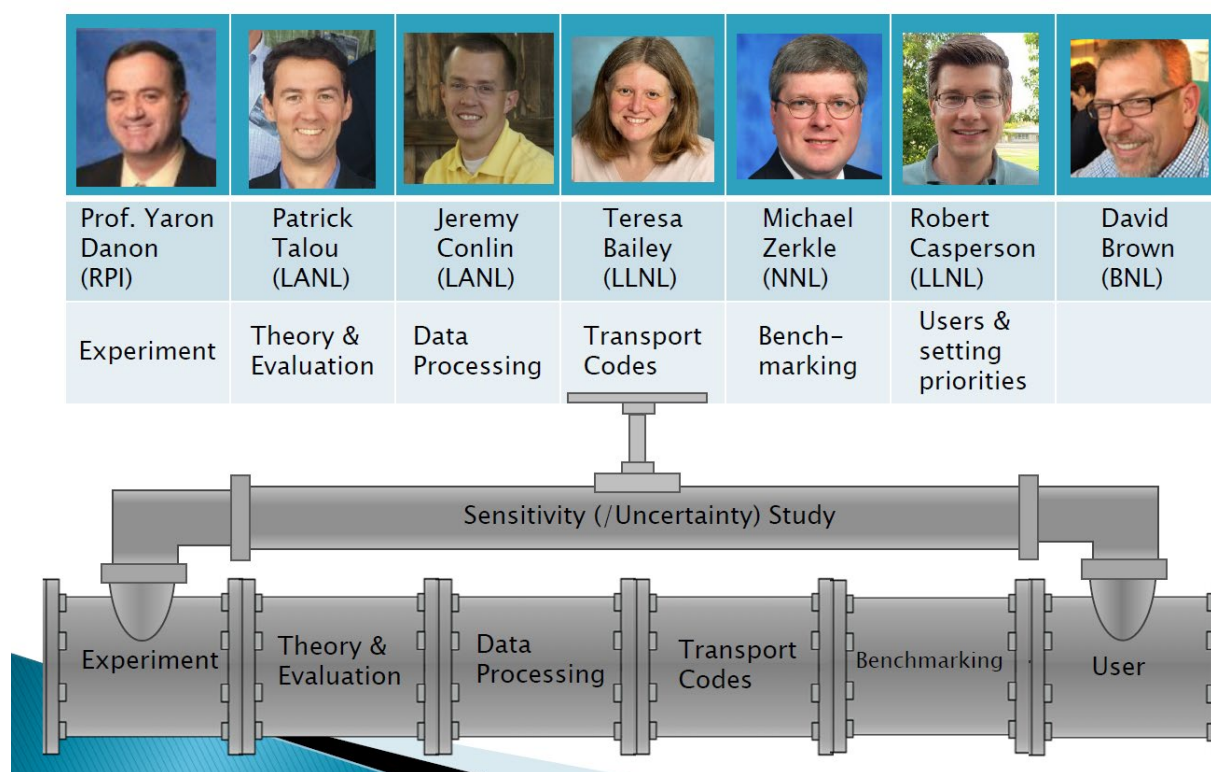 Prof. Yaron
Danon
(RPI)
Patrick
Talou
(LANL)
Jeremy
Conlin
(LANL)
Teresa
Bailey
(LLNL)
Michael
Zerkle
(NNL)
Robert
Casperson
(LLNL)
David
Brown
(BNL)
Experiment
Theory &
Evaluation
Data
Processing
Transport
Codes
Bench-
marking
Users &
setting
priorities
Sensitivity (/Uncertainty) Study
Experiment
Theory &
Evaluation
Data
Processing
Transport
Codes
Benchmarking
User